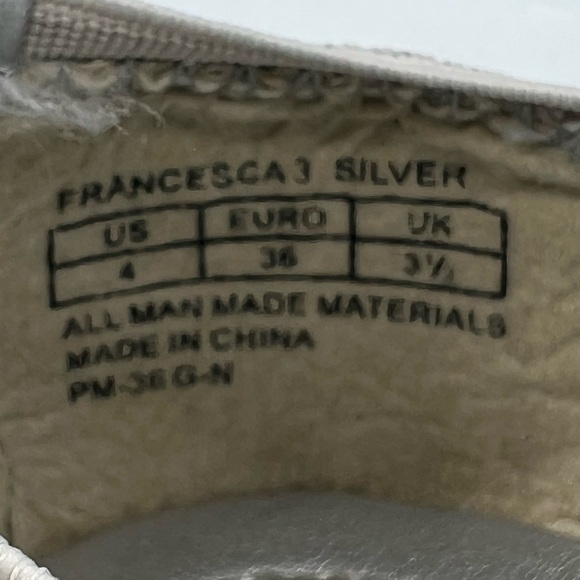 FRANCESCA 3 SILVER
US EURO UK
4 36 3½
ALL MAN MADE MATERIALS
MADE IN CHINA
PM-36 G-N